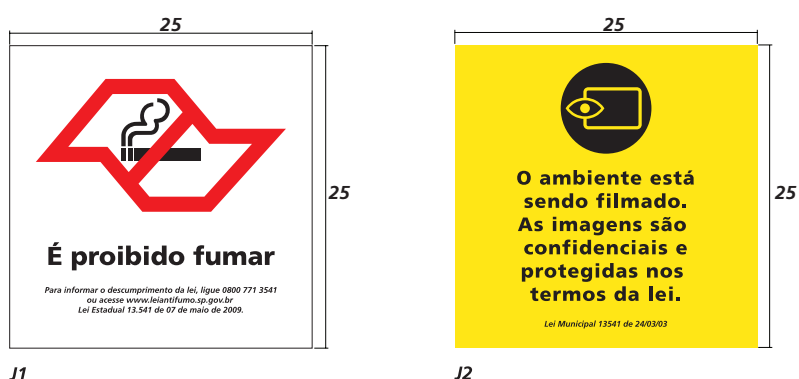 25
25
É proibido fumar
Para informar o descumprimento da lei, ligue 0800 771 3541
ou acesse www.leiantifumo.sp.gov.br
Lei Estadual 13.541 de 07 de maio de 2009.
J1
25
25
O ambiente está
sendo filmado.
As imagens são
confidenciais e
protegidas nos
termos da lei.
Lei Municipal 13541 de 24/03/03
J2